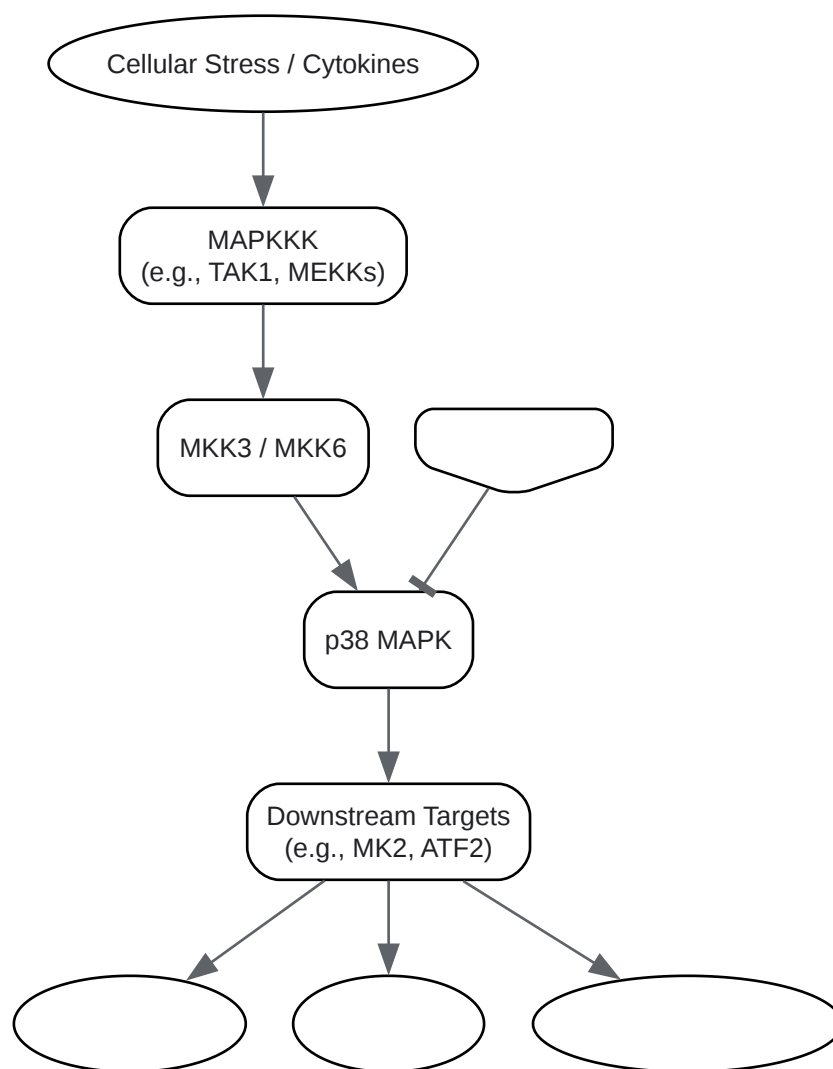 Cellular Stress / Cytokines
MAPKKK
(e.g., TAK1, MEKKs)
MKK3 / MKK6
p38 MAPK
Downstream Targets
(e.g., MK2, ATF2)